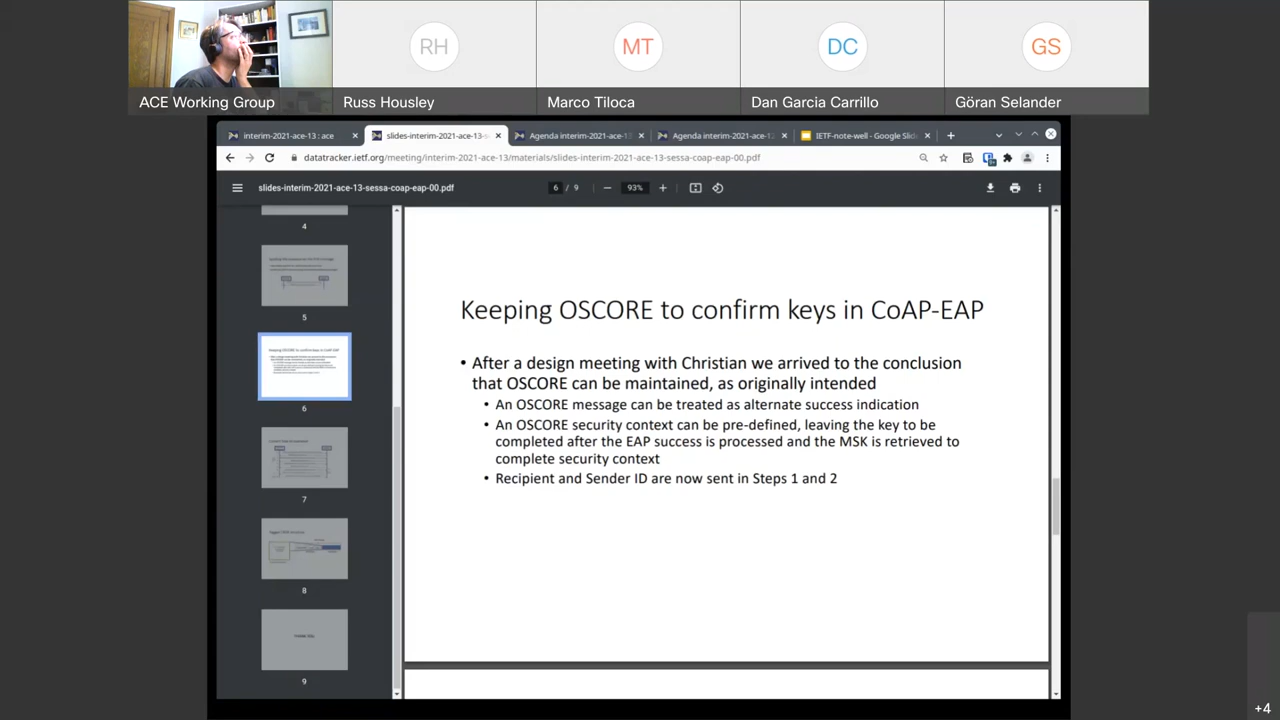 RH
MT
DC
GS
ACE Working Group
Russ Housley
Marco Tiloca
Dan Garcia Carrillo
Göran Selander
interim-2021-ace-13 : ace
slides-interim-2021-ace-13-s
Agenda interim-2021-ace-13
Agenda interim-2021-ace-12
IETF-note-well - Google Slid
datatracker.ietf.org/meeting/interim-2021-ace-13/materials/slides-interim-2021-ace-13-sessa-coap-eap-00.pdf
slides-interim-2021-ace-13-sessa-coap-eap-00.pdf
6 / 9
93%
4
5
6
7
8
9
Keeping OSCORE to confirm keys in CoAP-EAP
• After a design meeting with Christian we arrived to the conclusion
that OSCORE can be maintained, as originally intended
• An OSCORE message can be treated as alternate success indication
• An OSCORE security context can be pre-defined, leaving the key to be
completed after the EAP success is processed and the MSK is retrieved to
complete security context
• Recipient and Sender ID are now sent in Steps 1 and 2
+4